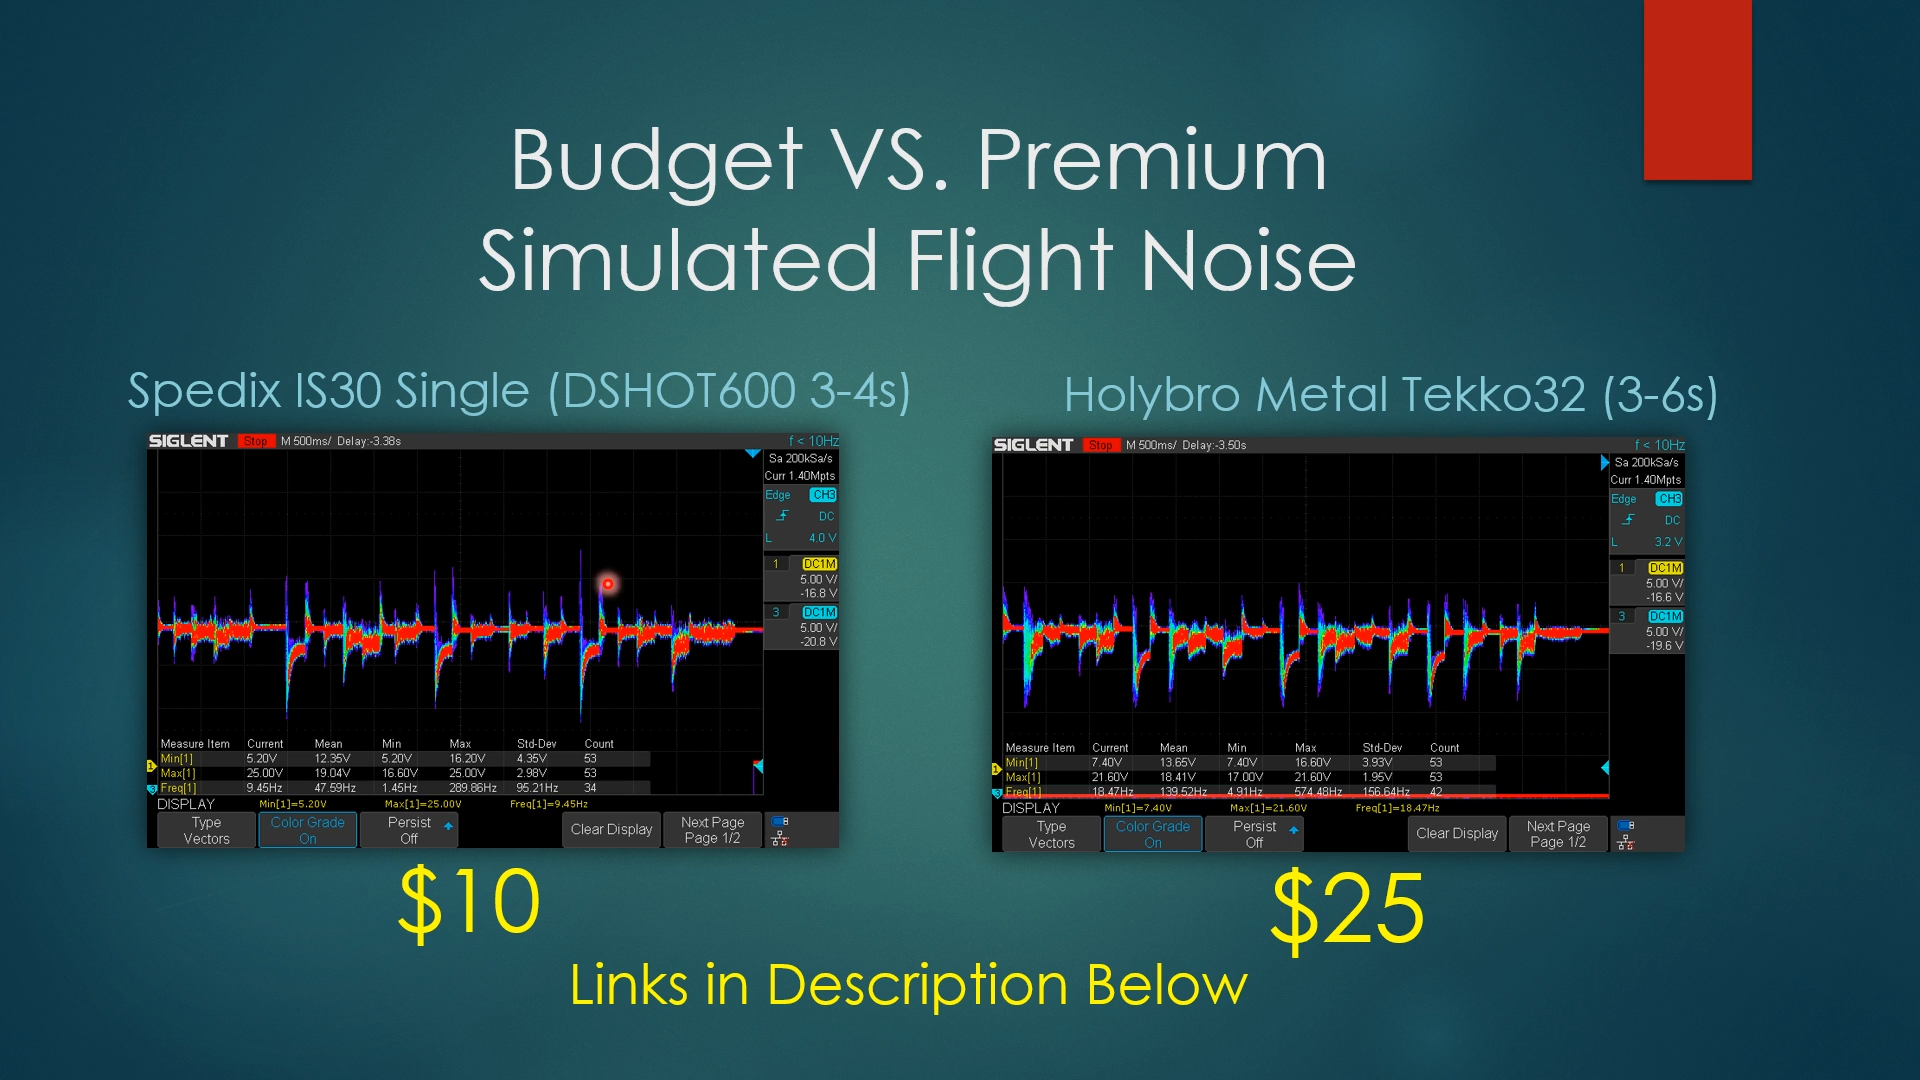 Budget VS. Premium
Simulated Flight Noise
Spedix IS30 Single (DSHOT600 3-4s)
SIGLENT Stop M 500ms/ Delay:-3.38s f < 10Hz
Sa 200kSa/s
Curr 1.40Mpts
Edge CH3
DC
L 4.0 V
1 DC1M
5.00 V/
-16.8 V
3 DC1M
5.00 V/
-20.8 V
Measure Item Current Mean Min Max Std-Dev Count
Min[1] 5.20V 12.35V 5.20V 16.20V 4.35V 53
Max[1] 25.00V 19.04V 16.60V 25.00V 2.98V 53
Freq[1] 9.45Hz 47.59Hz 1.45Hz 289.86Hz 95.21Hz 34
DISPLAY Min[1]=5.20V Max[1]=25.00V Freq[1]=9.45Hz
Type Vectors
Color Grade On
Persist Off
Clear Display
Next Page Page 1/2
$10
Holybro Metal Tekko32 (3-6s)
SIGLENT Stop M 500ms/ Delay:-3.50s f < 10Hz
Sa 200kSa/s
Curr 1.40Mpts
Edge CH3
DC
L 3.2 V
1 DC1M
5.00 V/
-16.6 V
3 DC1M
5.00 V/
-19.6 V
Measure Item Current Mean Min Max Std-Dev Count
Min[1] 7.40V 13.65V 7.40V 16.60V 3.93V 53
Max[1] 21.60V 18.41V 17.00V 21.60V 1.95V 53
Freq[1] 18.47Hz 139.52Hz 4.91Hz 574.48Hz 156.64Hz 42
DISPLAY Min[1]=7.40V Max[1]=21.60V Freq[1]=18.47Hz
Type Vectors
Color Grade On
Persist Off
Clear Display
Next Page Page 1/2
$25
Links in Description Below